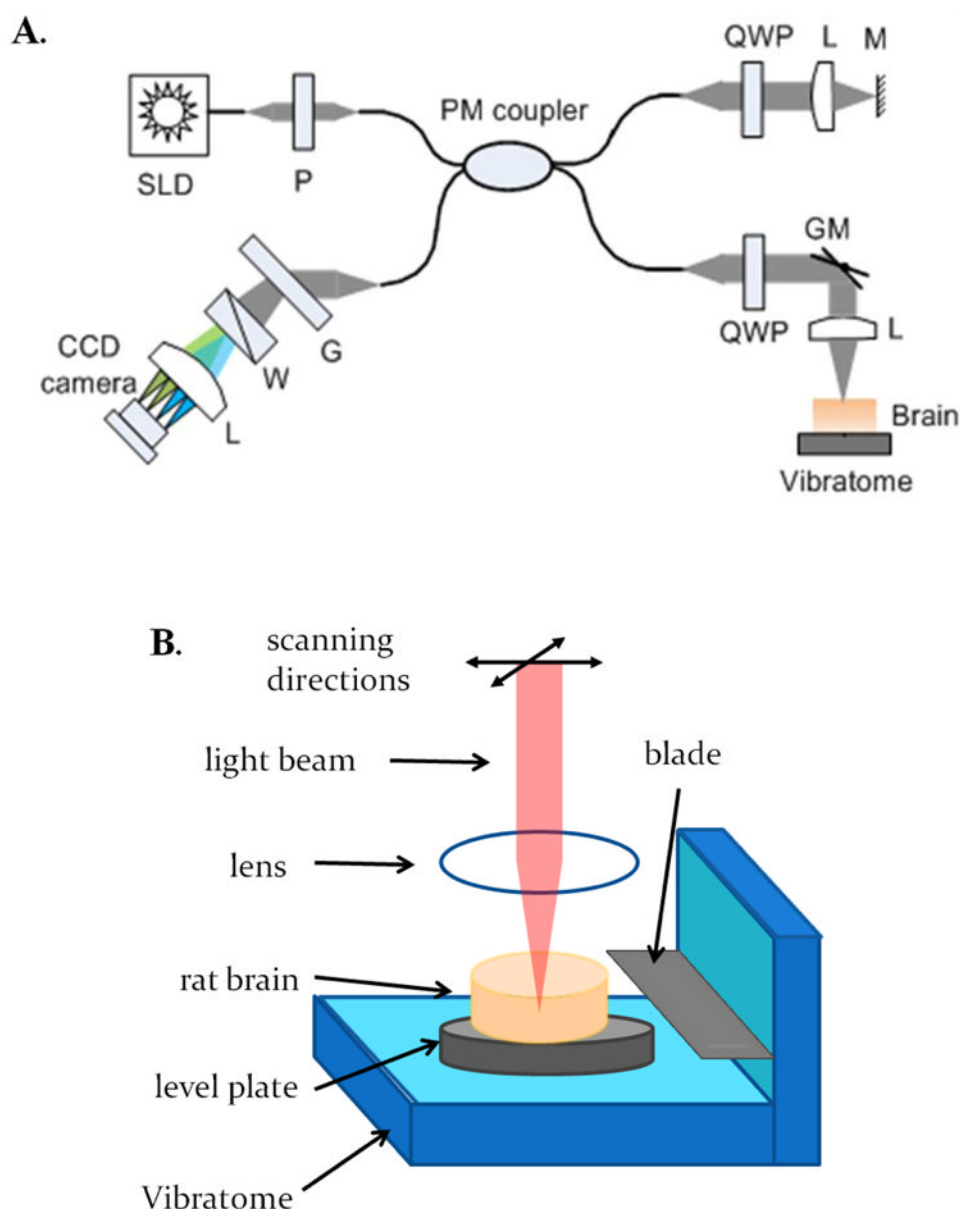 A.
QWP L M
PM coupler
SLD
P
GM
QWP
L
G
W
CCD
camera
L
Brain
Vibratome
B.
scanning
directions
light beam
blade
lens
rat brain
level plate
Vibratome